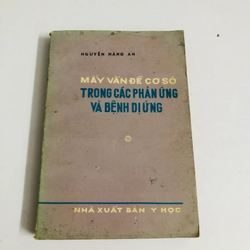 NGUYỄN NĂNG AN
MẤY VẤN ĐỀ CƠ SỞ
TRONG CÁC PHẢN ỨNG
VÀ BỆNH DỊ ỨNG
NHÀ XUẤT BẢN Y HỌC